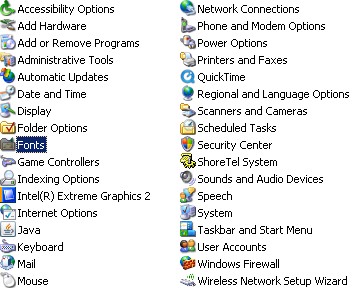 Accessibility Options
Add Hardware
Add or Remove Programs
Administrative Tools
Automatic Updates
Date and Time
Display
Folder Options
Fonts
Game Controllers
Indexing Options
Intel(R) Extreme Graphics 2
Internet Options
Java
Keyboard
Mail
Mouse
Network Connections
Phone and Modem Options
Power Options
Printers and Faxes
QuickTime
Regional and Language Options
Scanners and Cameras
Scheduled Tasks
Security Center
ShoreTel System
Sounds and Audio Devices
Speech
System
Taskbar and Start Menu
User Accounts
Windows Firewall
Wireless Network Setup Wizard